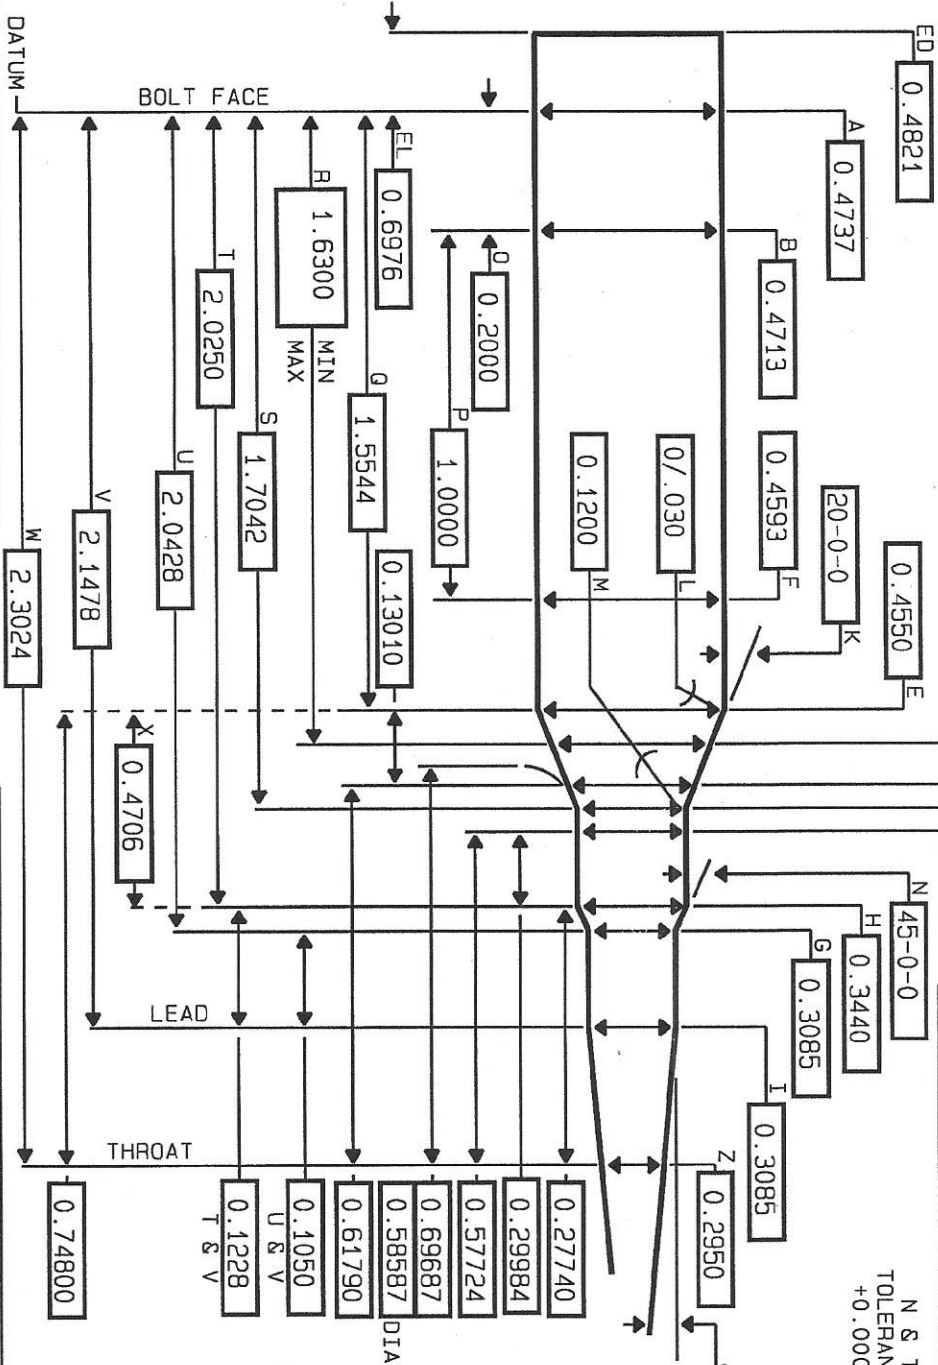 ED
0.4821
A
0.4737
B
0.4713
0.4593
F
20-0-0
K
0.4550
E
N
45-0-0
H
0.3440
G
0.3085
I
0.3085
Z
0.2950
0/.030
L
0.1200
M
DATUM
BOLT FACE
EL
0.6976
O
0.2000
P
1.0000
Q
1.5544
0.13010
R
1.6300
MIN
MAX
S
1.7042
T
2.0250
U
2.0428
V
2.1478
W
2.3024
X
0.4706
LEAD
THROAT
0.27740
0.29984
0.57724
0.69687
0.58587
DIA
0.61790
0.1050
U & V
0.1228
T & V
0.74800
N &
TOLERAN
+0.000